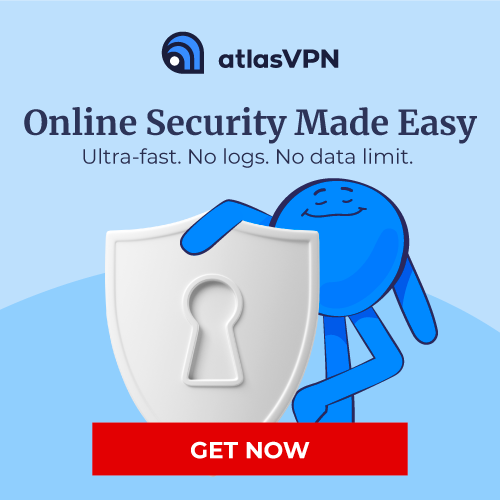 atlasVPN
Online Security Made Easy
Ultra-fast. No logs. No data limit.
GET NOW